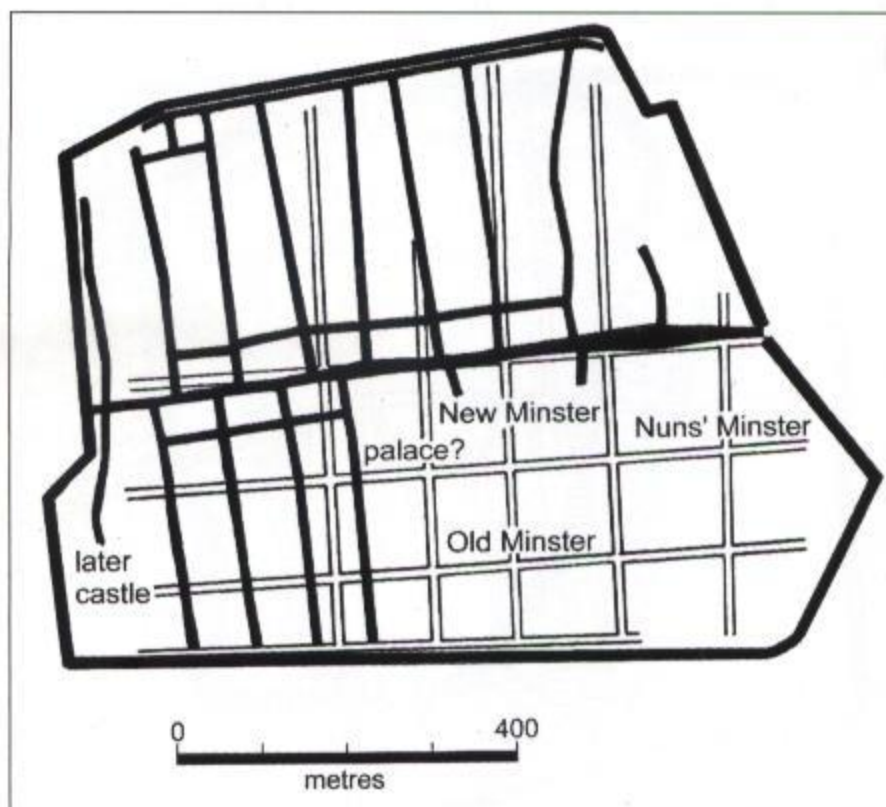 New Minster
Nuns' Minster
palace?
Old Minster
later
castle
0 400
metres